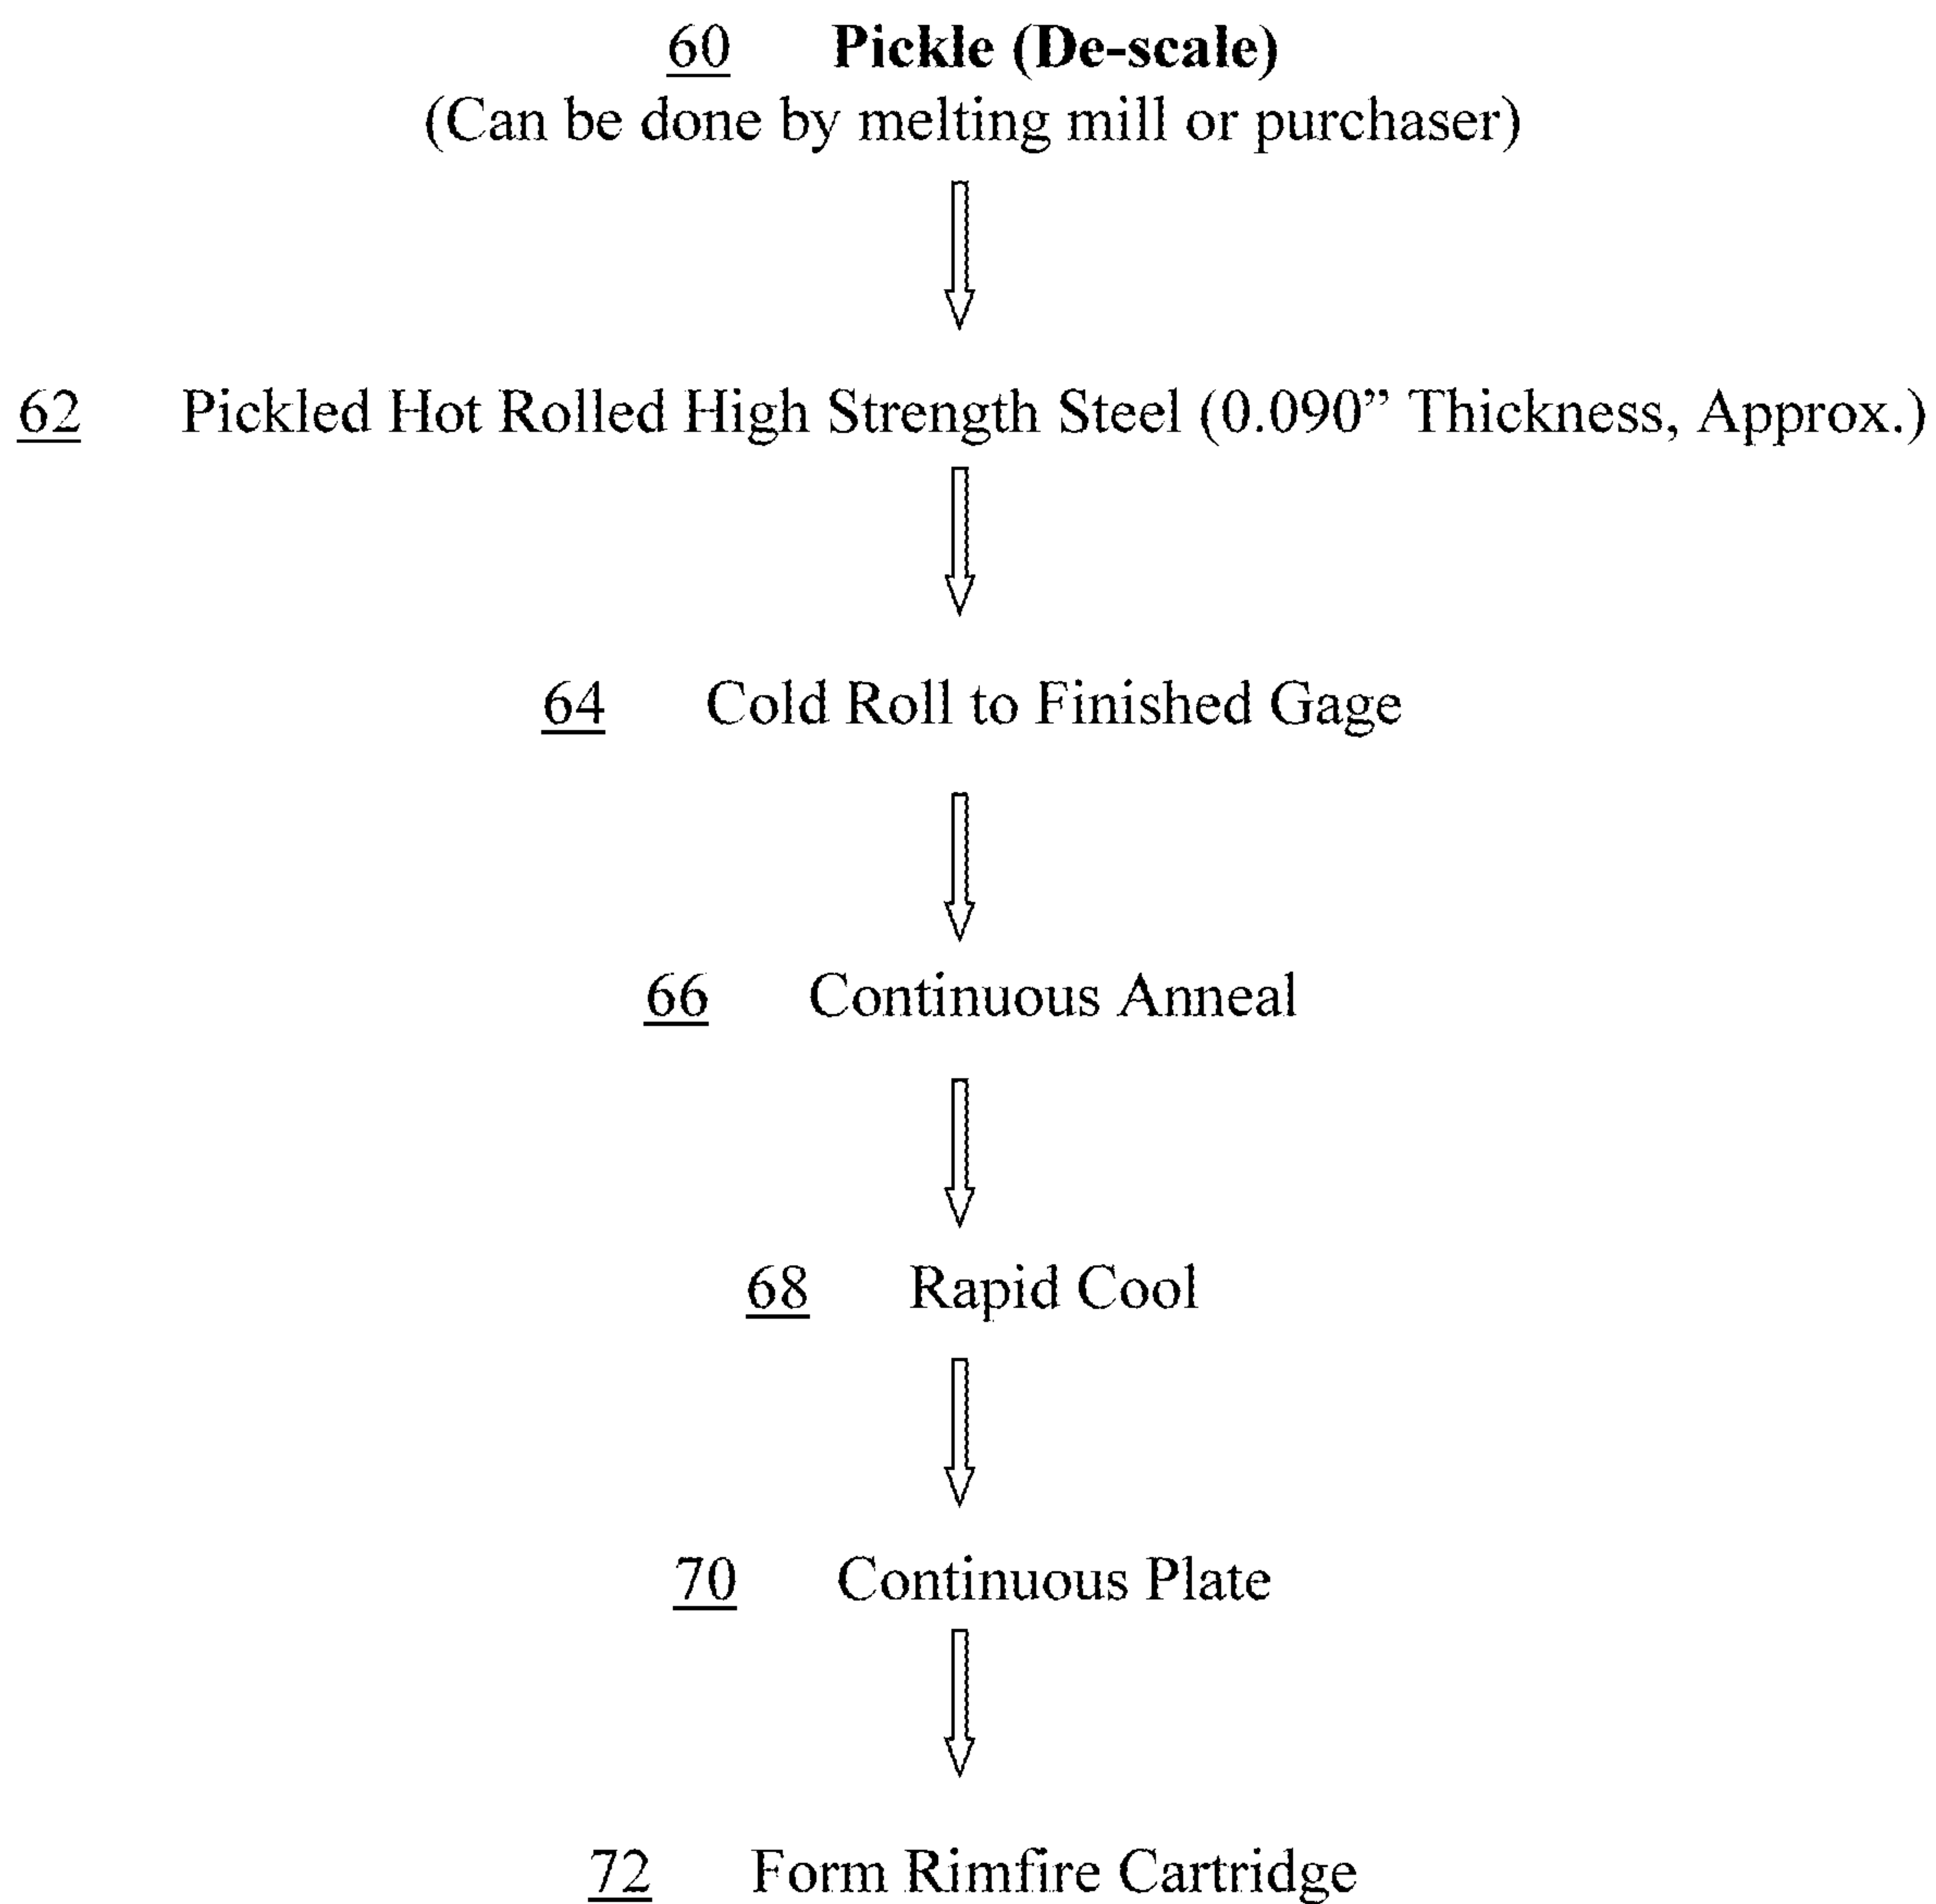 60 Pickle (De-scale)
(Can be done by melting mill or purchaser)
62 Pickled Hot Rolled High Strength Steel (0.090” Thickness, Approx.)
64 Cold Roll to Finished Gage
66 Continuous Anneal
68 Rapid Cool
70 Continuous Plate
72 Form Rimfire Cartridge